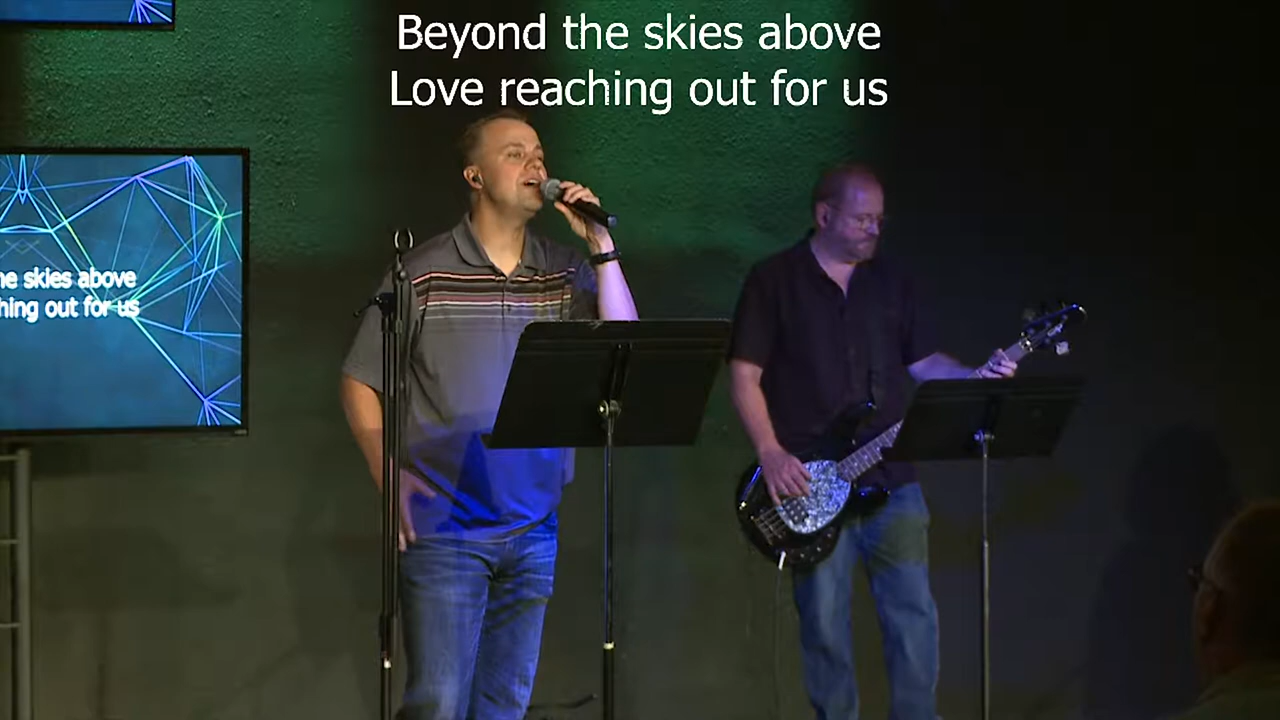 Beyond the skies above
Love reaching out for us
he skies above
hing out for us